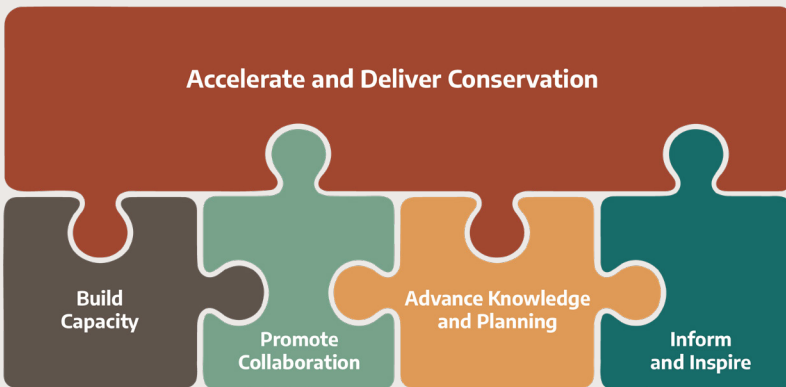 Accelerate and Deliver Conservation
Build
Capacity
Promote
Collaboration
Advance Knowledge
and Planning
Inform
and Inspire